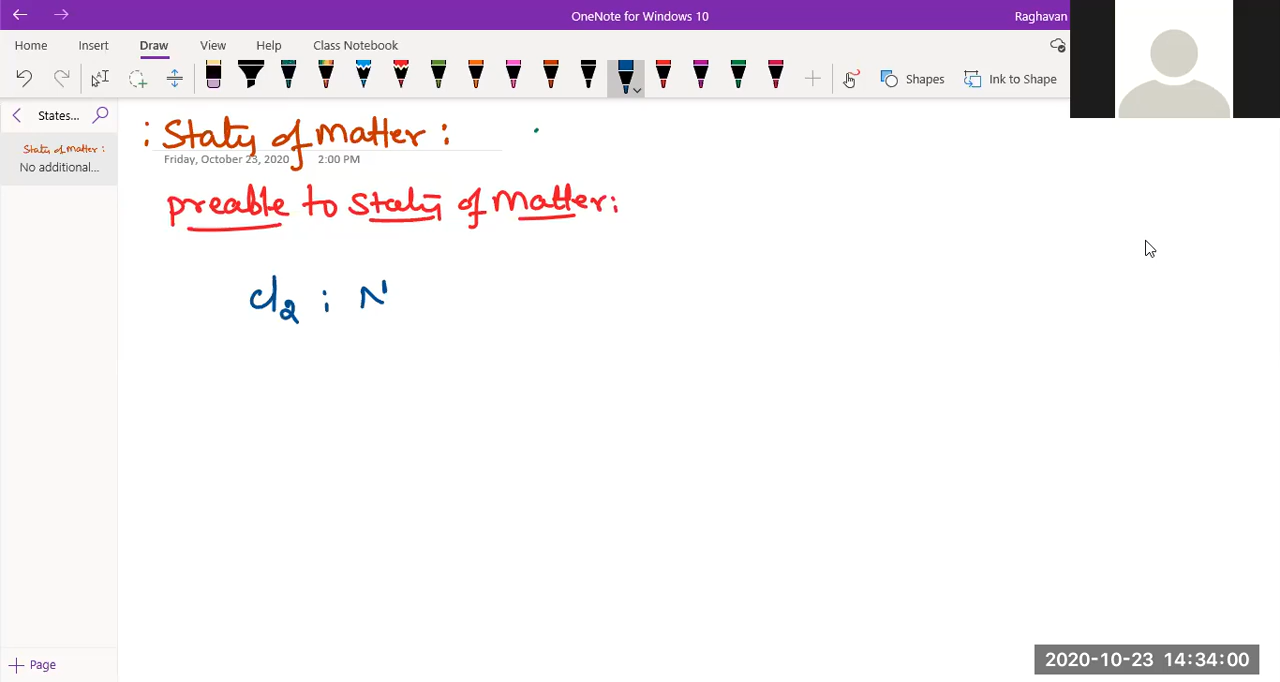 OneNote for Windows 10
Raghavan
Home Insert Draw View Help Class Notebook
Shapes Ink to Shape
States...
States of Matter:
No additional...
: States of Matter :
Friday, October 23, 2020 2:00 PM
preable to States of Matter:
Cl2 : N
+ Page
2020-10-23 14:34:00